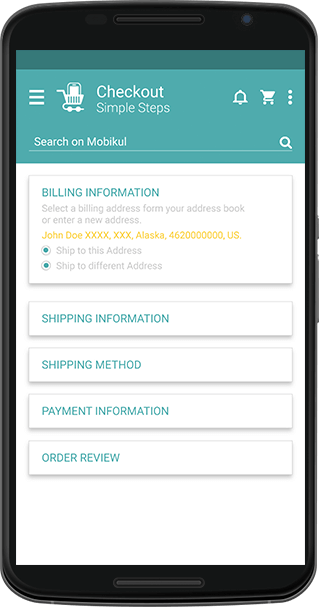 Checkout
Simple Steps
Search on Mobikul
BILLING INFORMATION
Select a billing address form your address book
or enter a new address.
John Doe XXXX, XXX, Alaska, 4620000000, US.
Ship to this Address
Ship to different Address
SHIPPING INFORMATION
SHIPPING METHOD
PAYMENT INFORMATION
ORDER REVIEW